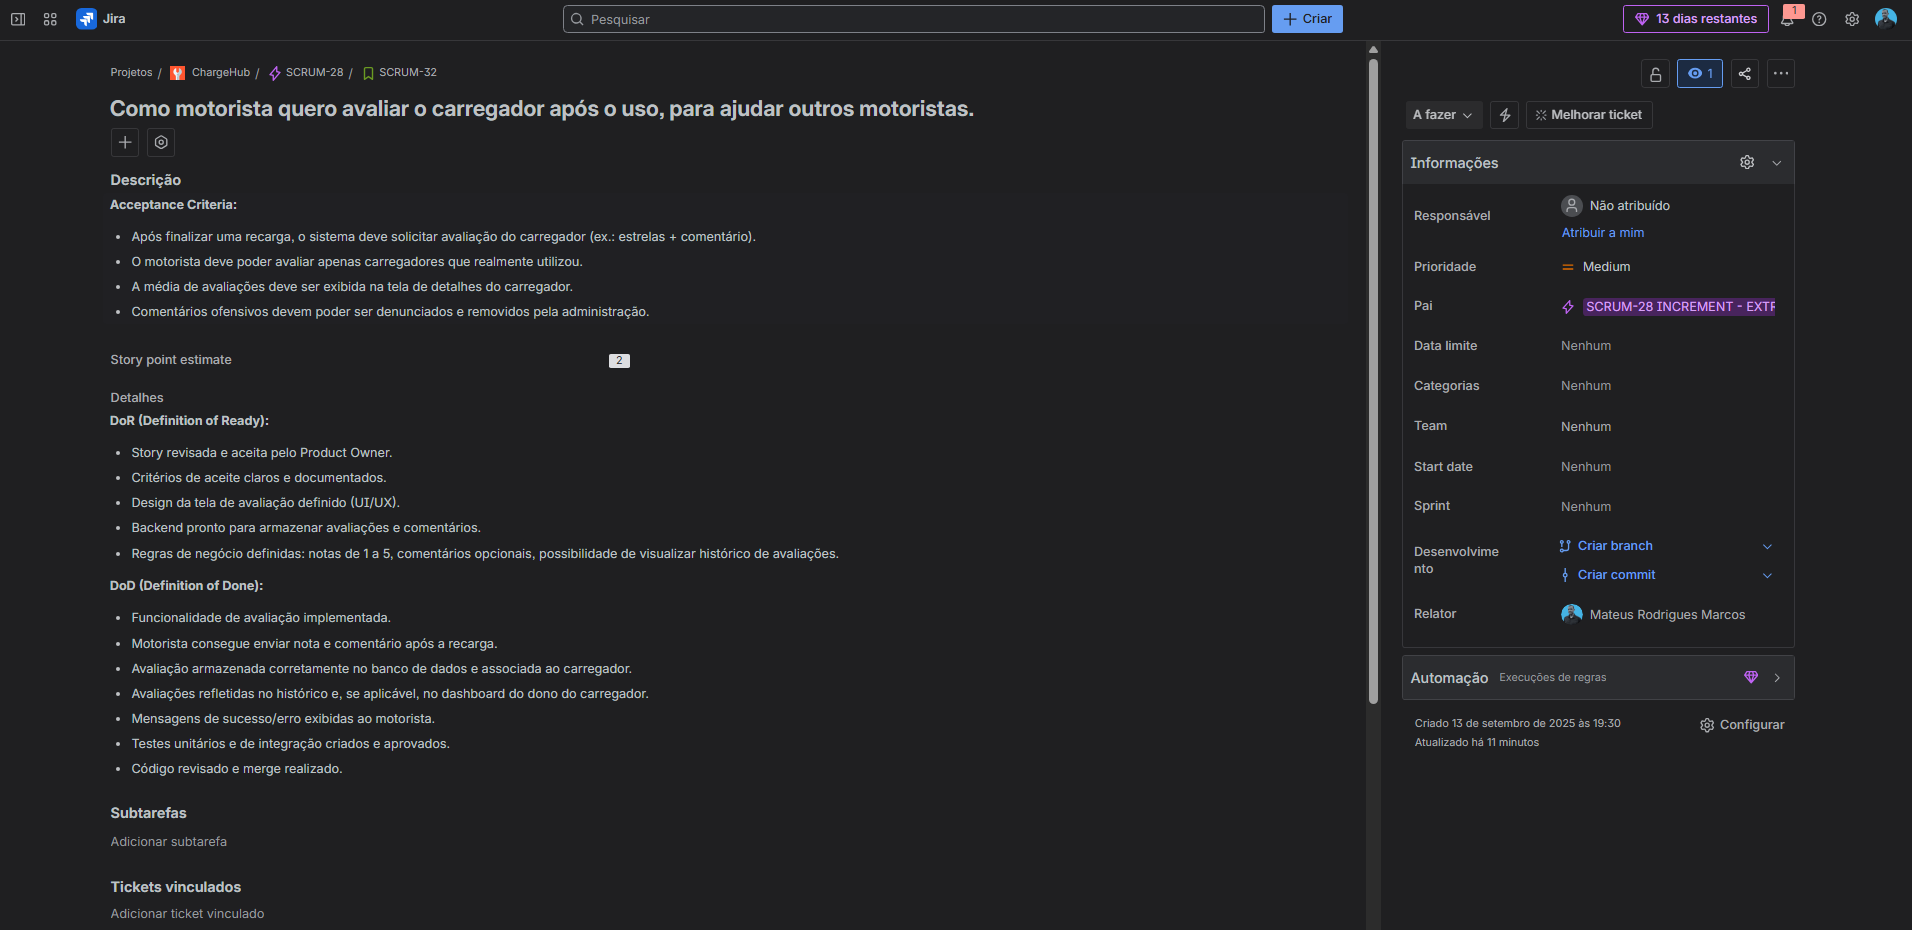 Jira
Pesquisar
Criar
13 dias restantes
1
Projetos / ChargeHub / SCRUM-28 / SCRUM-32
1
Como motorista quero avaliar o carregador após o uso, para ajudar outros motoristas.
A fazer
Melhorar ticket
Descrição
Acceptance Criteria:
• Após finalizar uma recarga, o sistema deve solicitar avaliação do carregador (ex.: estrelas + comentário).
• O motorista deve poder avaliar apenas carregadores que realmente utilizou.
• A média de avaliações deve ser exibida na tela de detalhes do carregador.
• Comentários ofensivos devem poder ser denunciados e removidos pela administração.
Story point estimate 2
Detalhes
DoR (Definition of Ready):
• Story revisada e aceita pelo Product Owner.
• Critérios de aceite claros e documentados.
• Design da tela de avaliação definido (UI/UX).
• Backend pronto para armazenar avaliações e comentários.
• Regras de negócio definidas: notas de 1 a 5, comentários opcionais, possibilidade de visualizar histórico de avaliações.
DoD (Definition of Done):
• Funcionalidade de avaliação implementada.
• Motorista consegue enviar nota e comentário após a recarga.
• Avaliação armazenada corretamente no banco de dados e associada ao carregador.
• Avaliações refletidas no histórico e, se aplicável, no dashboard do dono do carregador.
• Mensagens de sucesso/erro exibidas ao motorista.
• Testes unitários e de integração criados e aprovados.
• Código revisado e merge realizado.
Subtarefas
Adicionar subtarefa
Tickets vinculados
Adicionar ticket vinculado
Informações
Responsável Não atribuído
Atribuir a mim
Prioridade Medium
Pai SCRUM-28 INCREMENT - EXTR
Data limite Nenhum
Categorias Nenhum
Team Nenhum
Start date Nenhum
Sprint Nenhum
Desenvolvime
nto
Criar branch
Criar commit
Relator Mateus Rodrigues Marcos
Automação Execuções de regras
Criado 13 de setembro de 2025 às 19:30
Atualizado há 11 minutos
Configurar